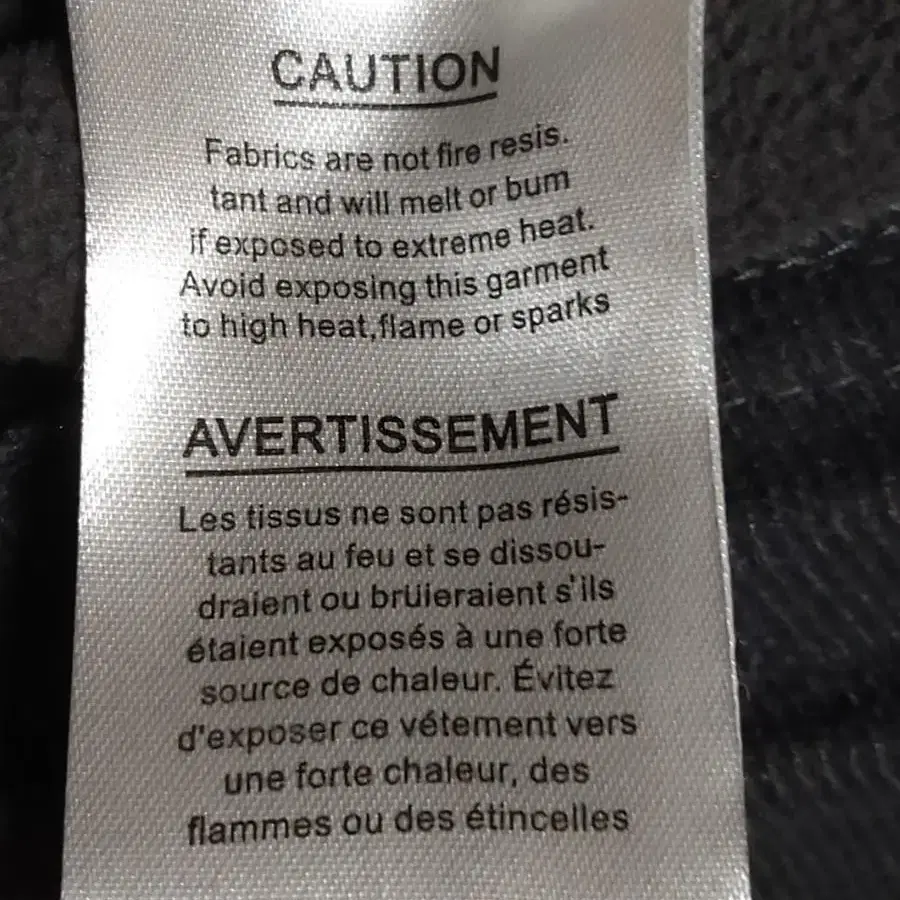 CAUTION
Fabrics are not fire resis.
tant and will melt or bum
if exposed to extreme heat.
Avoid exposing this garment
to high heat,flame or sparks
AVERTISSEMENT
Les tissus ne sont pas résis-
tants au feu et se dissou-
draient ou brüieraient s'ils
étaient exposés à une forte
source de chaleur. Évitez
d'exposer ce vétement vers
une forte chaleur, des
flammes ou des étincelles